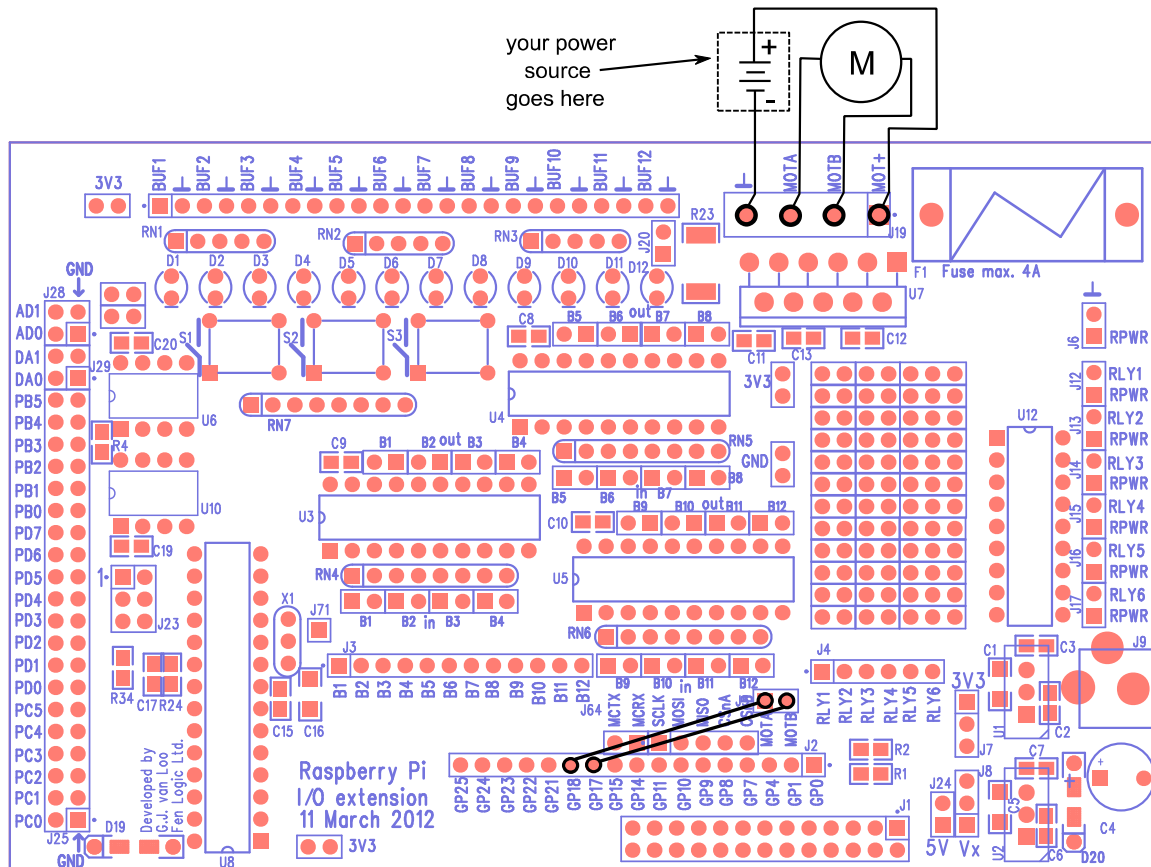 your power
source
goes here
+
-
M
3V3
BUF1
BUF2
BUF3
BUF4
BUF5
BUF6
BUF7
BUF8
BUF9
BUF10
BUF11
BUF12
MOTA
MOTB
MOT+
J19
RN1
RN2
RN3
J20
R23
F1
Fuse max. 4A
GND
J28
D1
D2
D3
D4
D5
D6
D7
D8
D9
D10
D11
D12
U7
AD1
AD0
DA1
DA0
PB5
PB4
PB3
PB2
PB1
PB0
PD7
PD6
PD5
PD4
PD3
PD2
PD1
PD0
PC5
PC4
PC3
PC2
PC1
PC0
C20
S1
S2
S3
C8
B5
B6
out
B7
B8
C11
C13
C12
J6
RPWR
J29
U6
R4
RN7
U4
3V3
J12
RLY1
RPWR
J13
RLY2
RPWR
J14
RLY3
RPWR
J15
RLY4
RPWR
J16
RLY5
RPWR
J17
RLY6
RPWR
U12
C9
B1
B2
out
B3
B4
RN5
GND
U10
B5
B6
in
B7
B8
U3
C10
B9
B10
out
B11
B12
C19
RN4
U5
1
J23
X1
J71
B1
B2
in
B3
B4
RN6
R34
C17
R24
C15
C16
J3
B1
B2
B3
B4
B5
B6
B7
B8
B9
B10
B11
B12
B9
B10
in
B11
B12
J4
RLY1
RLY2
RLY3
RLY4
RLY5
RLY6
C1
C3
J9
3V3
J7
U1
C2
J64
MCTX
MCRX
SCLK
MOSI
MISO
CSnA
MOTA
MOTB
J2
GP25
GP24
GP23
GP22
GP21
GP18
GP17
GP15
GP14
GP11
GP10
GP9
GP8
GP7
GP4
GP1
GP0
R2
R1
C7
J8
J24
C5
U2
C6
+
+
C4
D20
5V Vx
J1
Raspberry Pi
I/O extension
11 March 2012
3V3
Developed by
G.J. van Loo
Fen Logic Ltd.
J25
D19
GND
U8